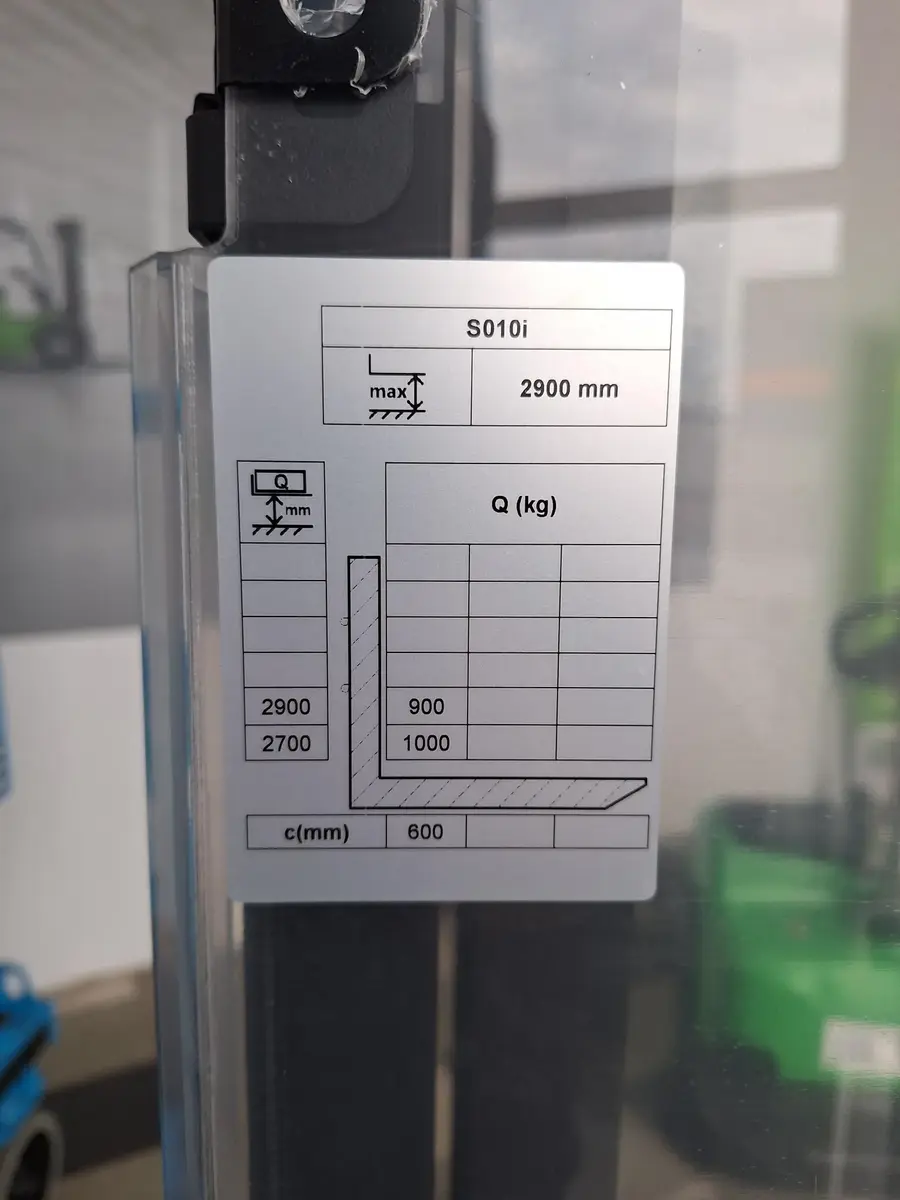 S010i
max 2900 mm
Q
mm
Q (kg)
2900 900
2700 1000
c(mm) 600